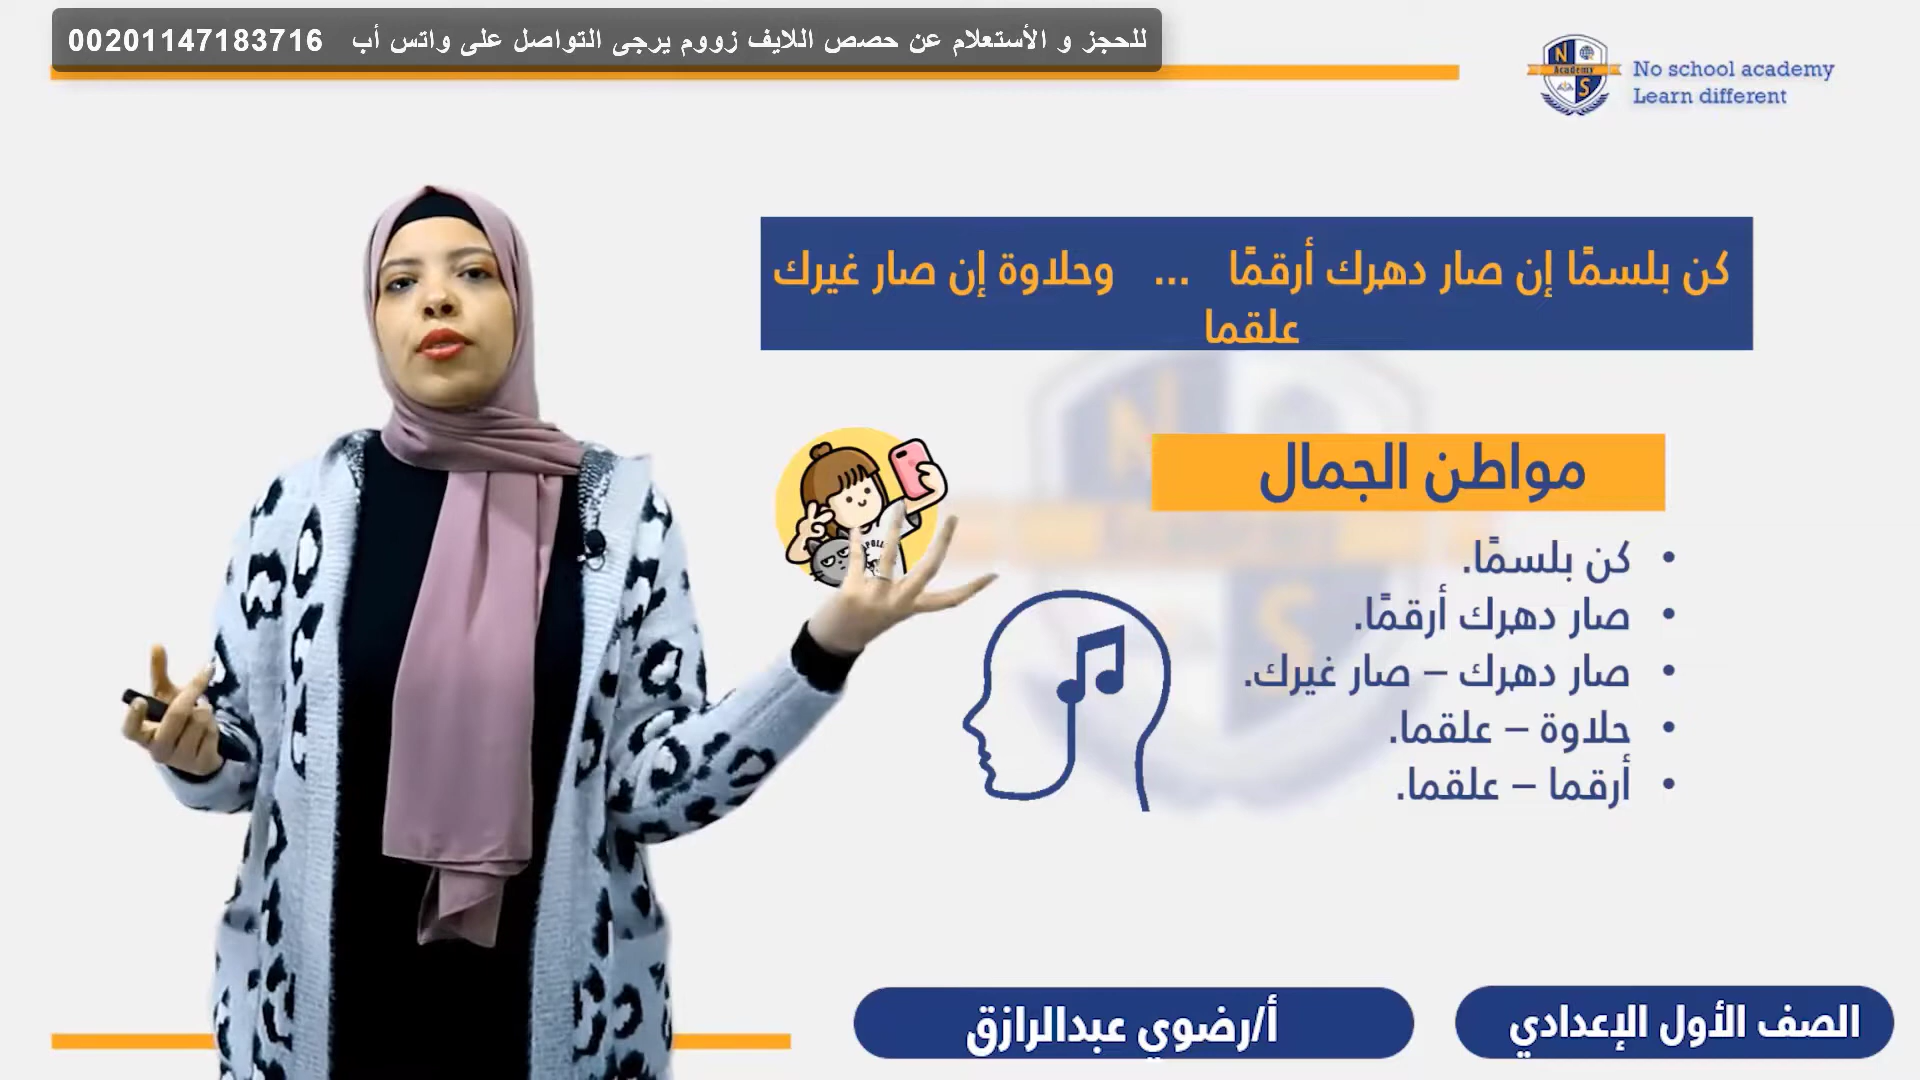 للحجز و الأستعلام عن حصص اللايف زووم يرجى التواصل على واتس أب 00201147183716
N
Academy
S
No school academy
Learn different
كن بلسمًا إن صار دهرك أرقمًا ... وحلاوة إن صار غيرك
علقما
مواطن الجمال
• كن بلسمًا.
• صار دهرك أرقمًا.
• صار دهرك – صار غيرك.
• حلاوة – علقما.
• أرقما – علقما.
أ/رضوي عبدالرازق
الصف الأول الإعدادي